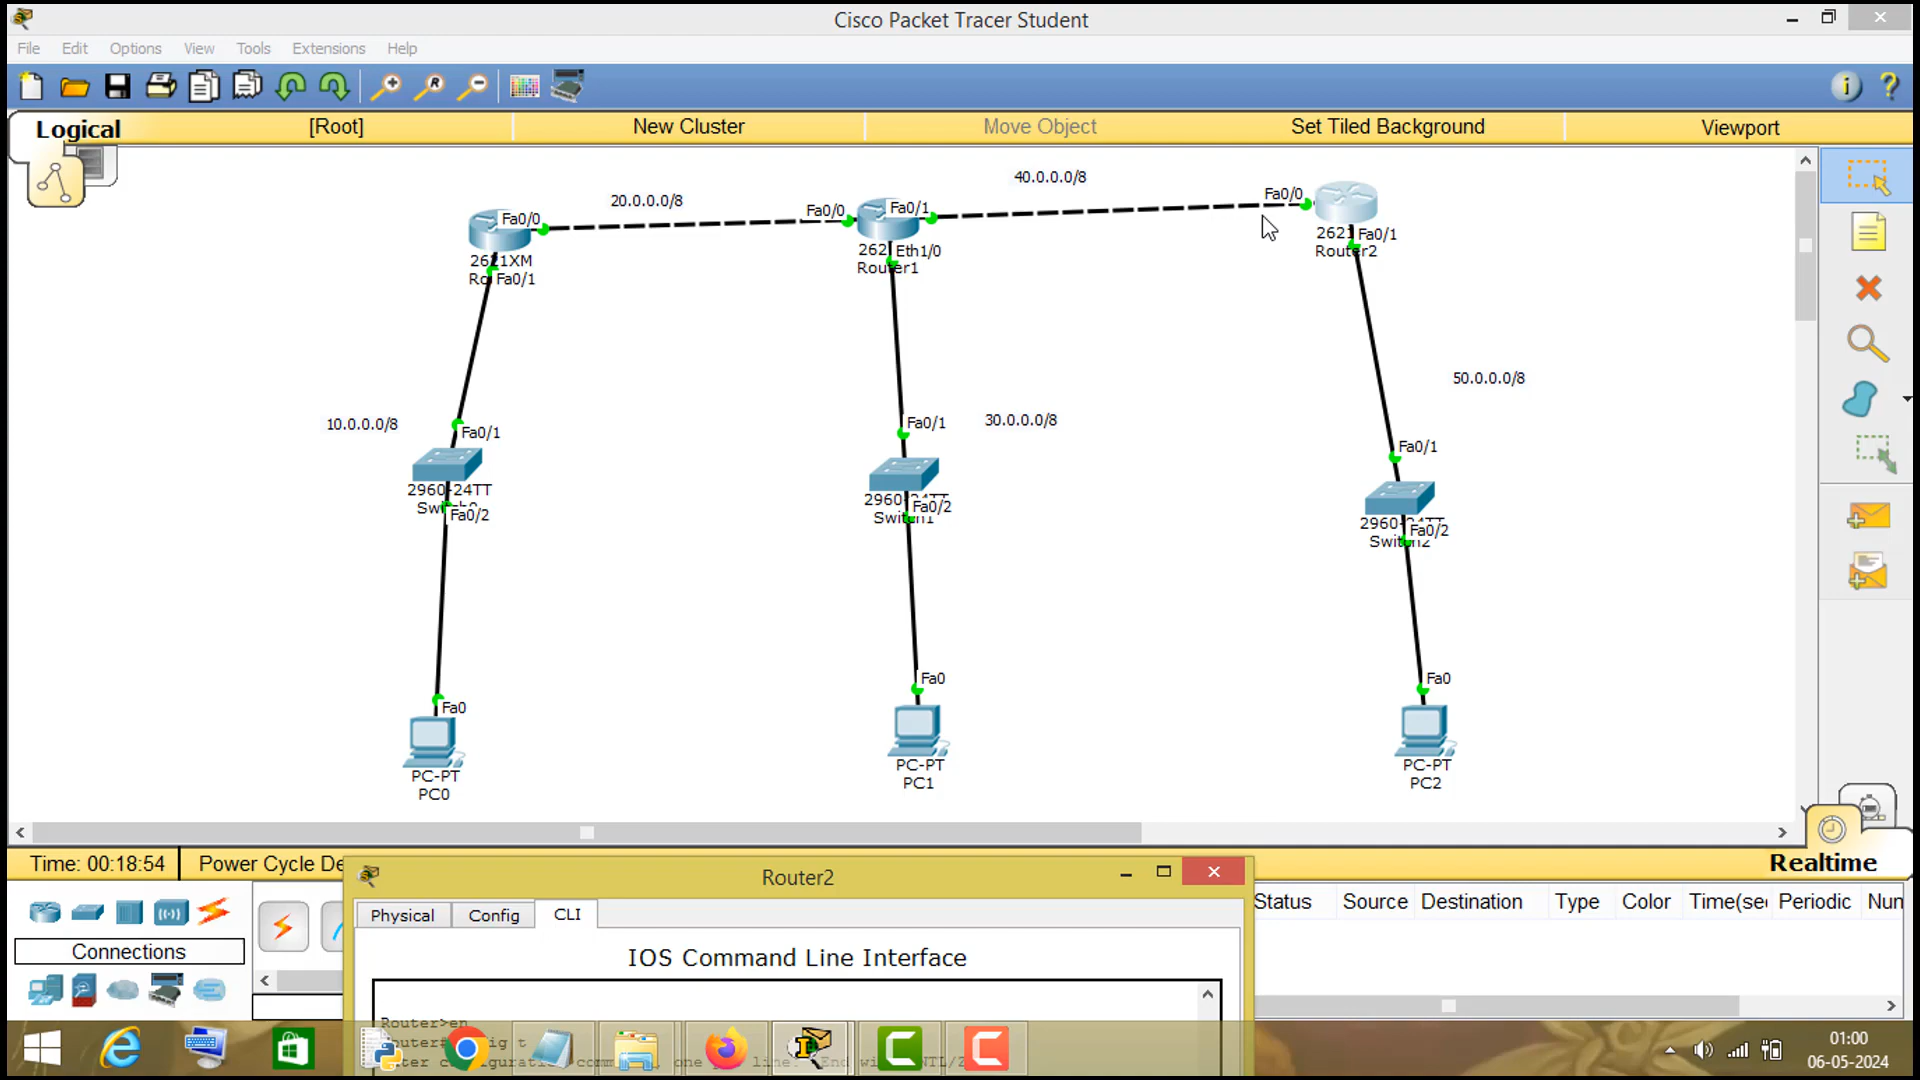 Cisco Packet Tracer Student
File Edit Options View Tools Extensions Help
Logical [Root] New Cluster Move Object Set Tiled Background Viewport
40.0.0.0/8
20.0.0.0/8
Fa0/0
Fa0/0
Fa0/0
Fa0/1
2621XM
Fa0/1
Eth1/0
Router1
2621
Fa0/1
Router2
50.0.0.0/8
10.0.0.0/8
Fa0/1
Fa0/1
30.0.0.0/8
Fa0/1
2960-24TT
Fa0/2
Fa0/2
Switch1
Fa0/2
Switch2
Fa0
Fa0
Fa0
PC-PT
PC0
PC-PT
PC1
PC-PT
PC2
Time: 00:18:54 Power Cycle De
Realtime
Router2
Physical Config CLI
IOS Command Line Interface
Router>en
Connections
Status Source Destination Type Color Time(sec Periodic Num
01:00
06-05-2024